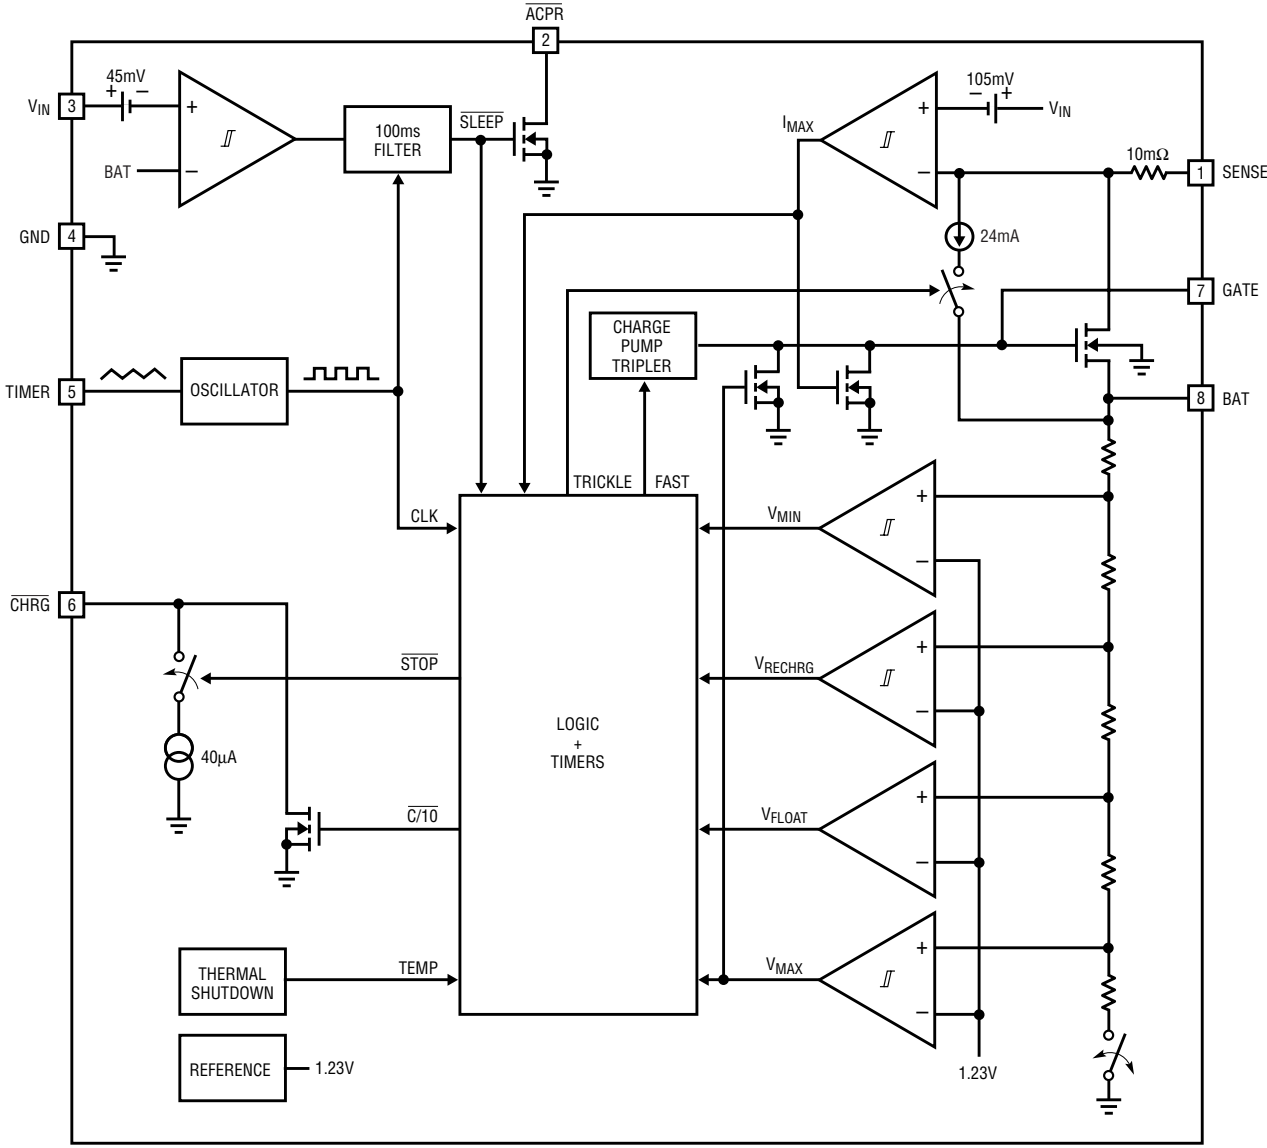 ACPR
2
45mV
+ −
VIN
3
+
BAT
−
100ms
FILTER
SLEEP
IMAX
+
−
105mV
− +
VIN
10mΩ
1
SENSE
24mA
GND
4
7
GATE
CHARGE
PUMP
TRIPLER
TIMER
5
OSCILLATOR
8
BAT
TRICKLE
FAST
CLK
VMIN
+
−
CHRG
6
STOP
VRECHRG
+
−
40µA
LOGIC
+
TIMERS
C/10
VFLOAT
+
−
THERMAL
SHUTDOWN
TEMP
VMAX
+
−
REFERENCE
1.23V
1.23V